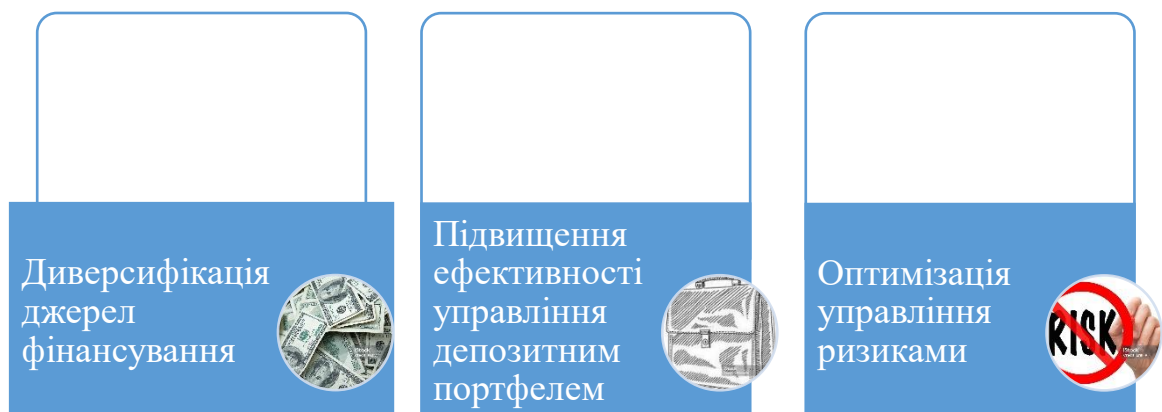 Диверсифікація
джерел
фінансування
Підвищення
ефективності
управління
депозитним
портфелем
Оптимізація
управління
ризиками
RISK